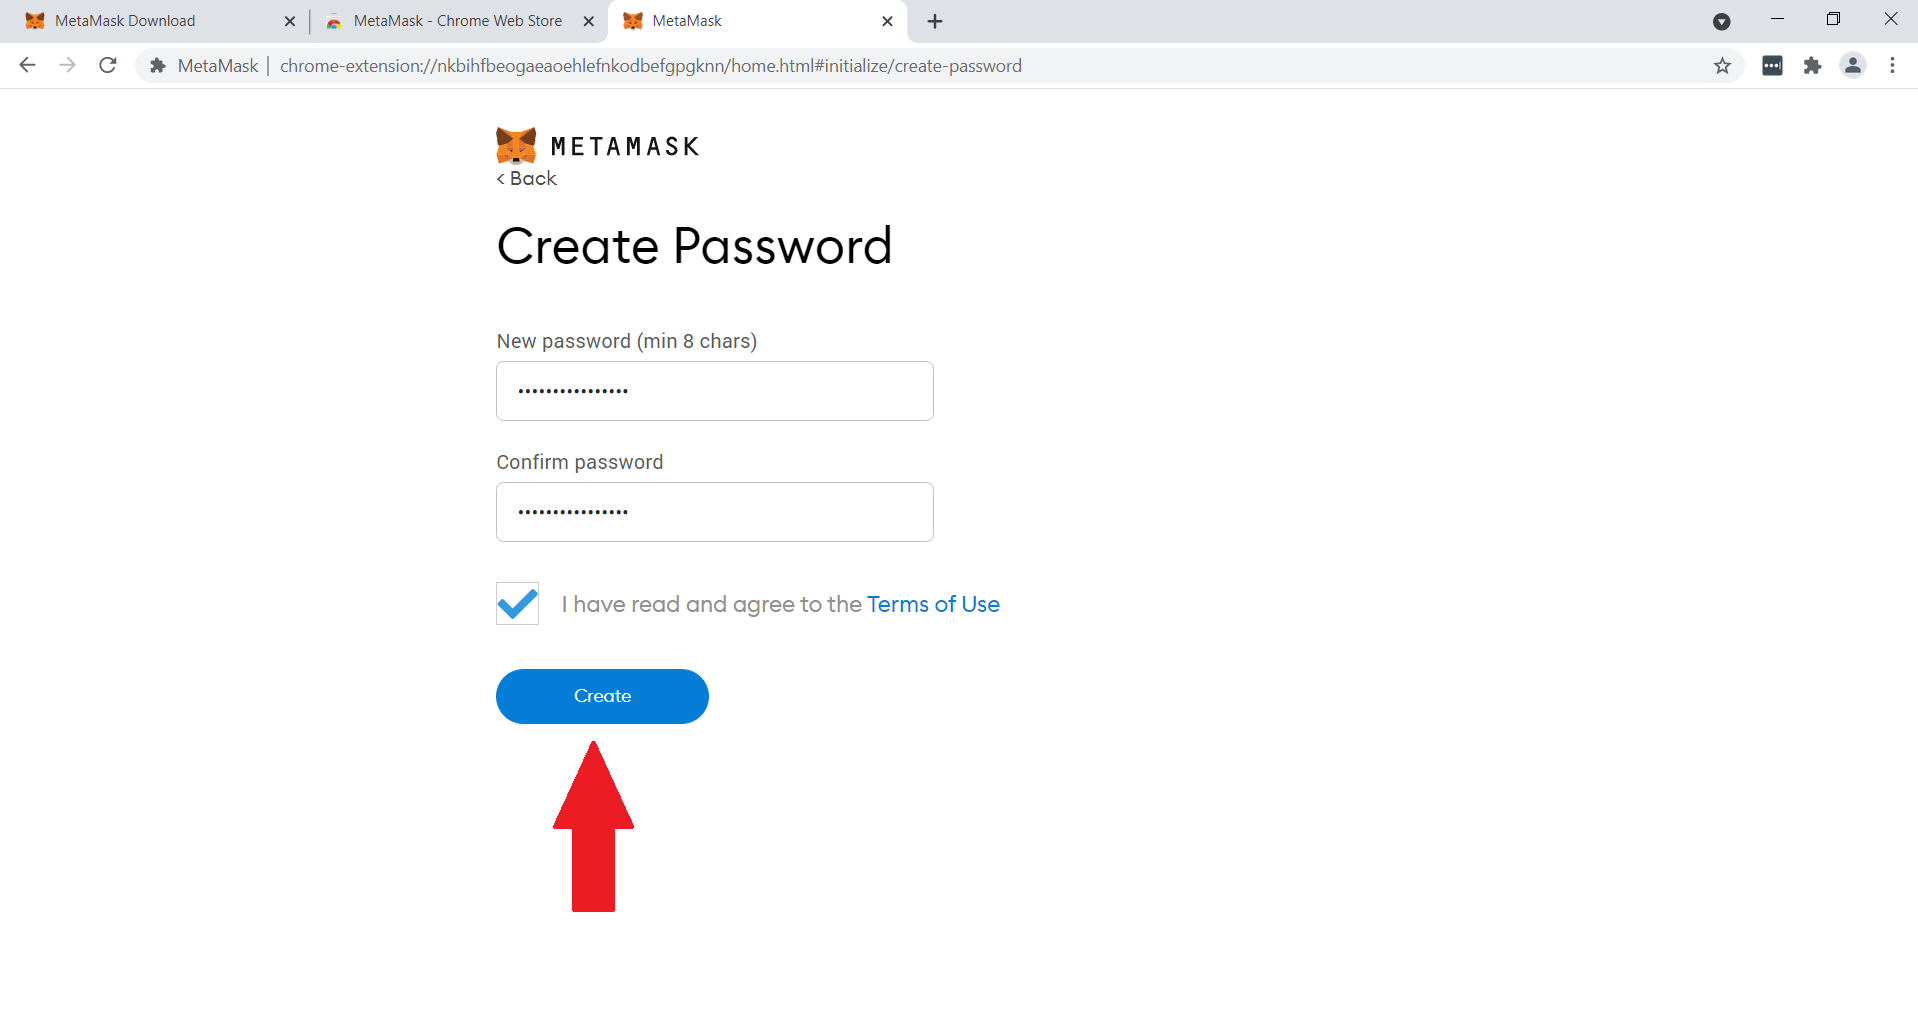 MetaMask Download
MetaMask - Chrome Web Store
MetaMask
MetaMask | chrome-extension://nkbihfbeogaeaoehlefnkodbefgpgknn/home.html#initialize/create-password
METAMASK
< Back
Create Password
New password (min 8 chars)
••••••••••••••••
Confirm password
••••••••••••••••
I have read and agree to the Terms of Use
Create